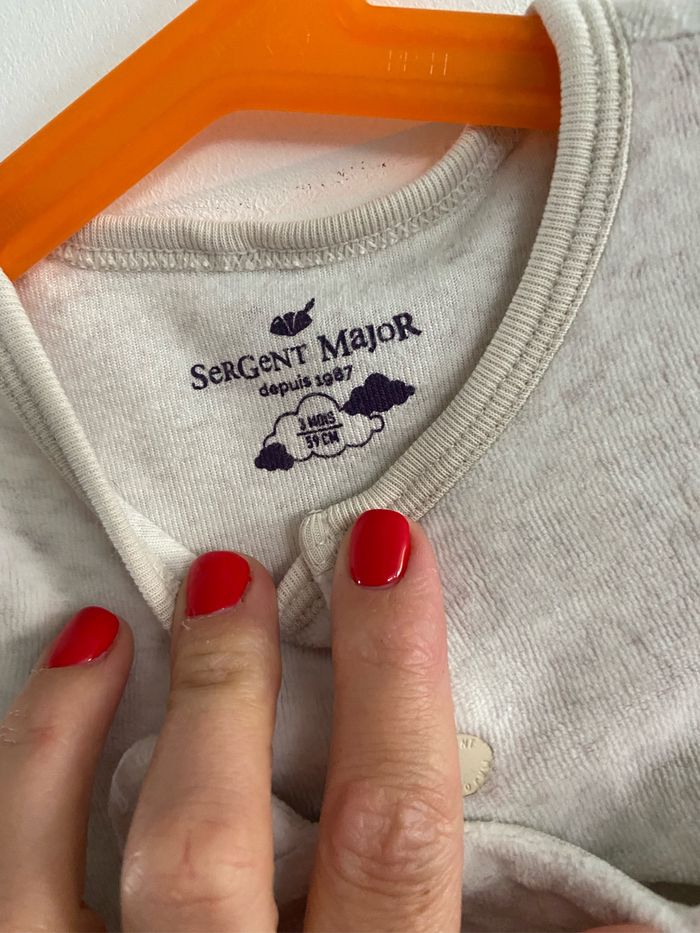 SeRGeNT MajoR
depuis 1987
3 MOIS
59 CM